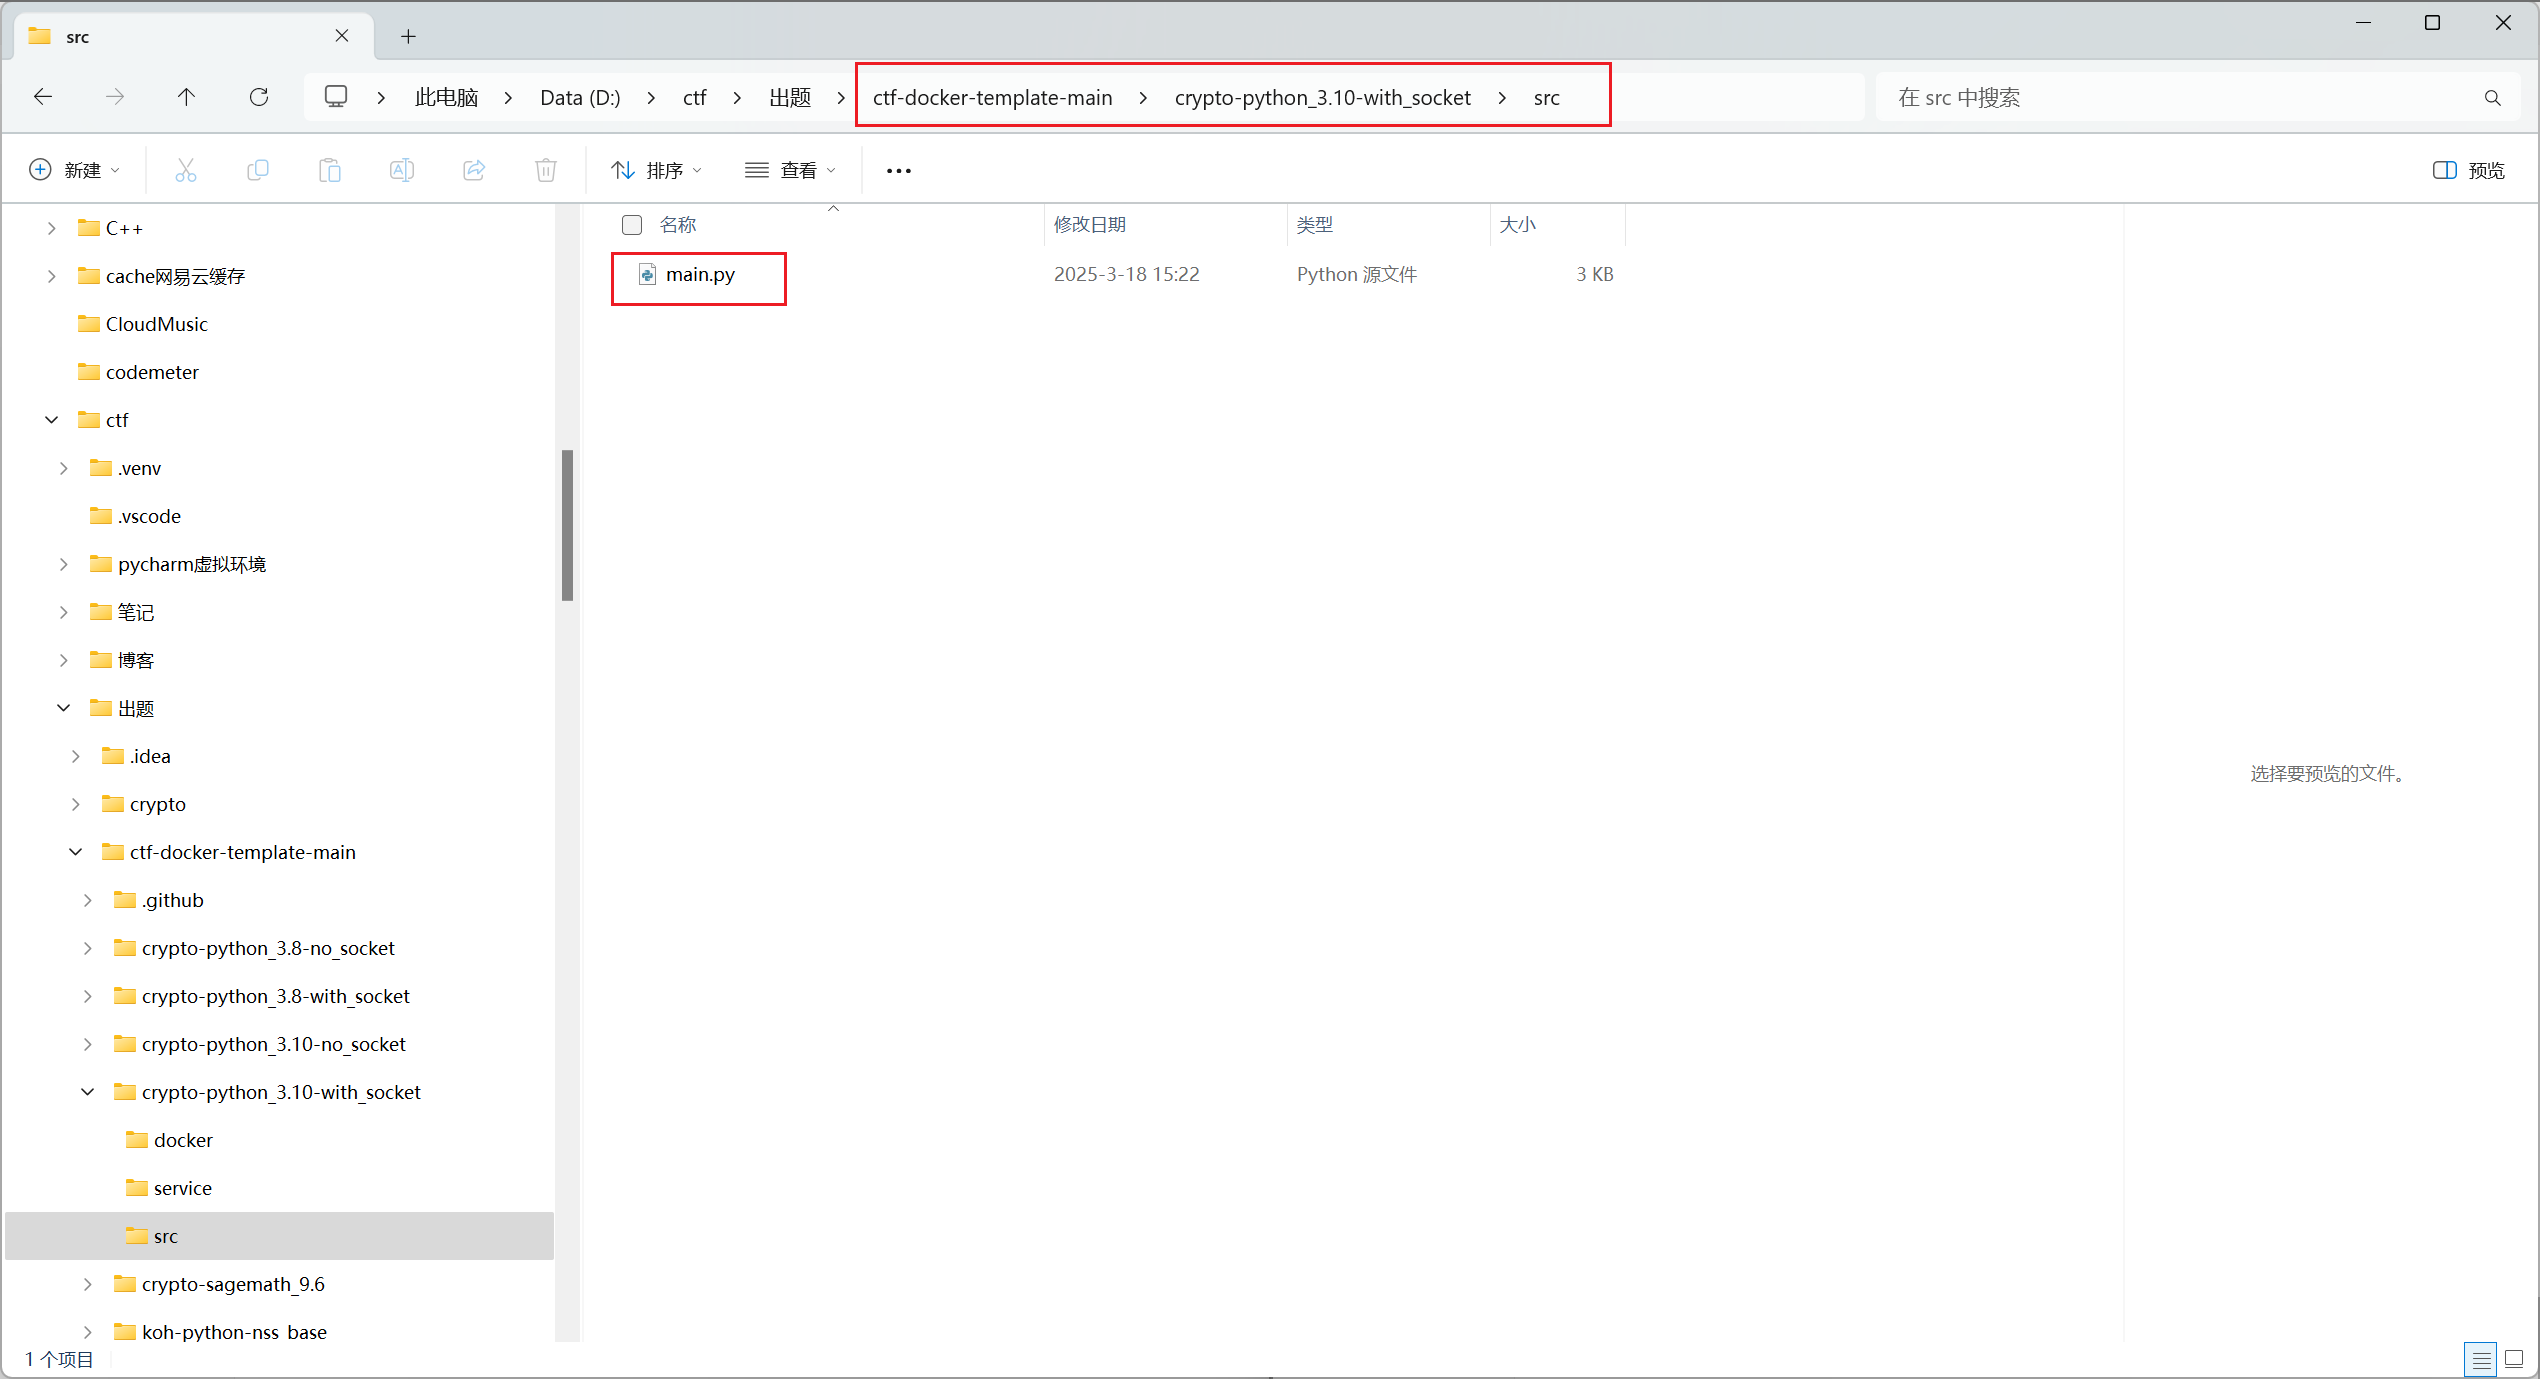 src
此电脑 Data (D:) ctf 出题 ctf-docker-template-main crypto-python_3.10-with_socket src
在 src 中搜索
新建 排序 查看 预览
C++
cache网易云缓存
CloudMusic
codemeter
ctf
.venv
.vscode
pycharm虚拟环境
笔记
博客
出题
.idea
crypto
ctf-docker-template-main
.github
crypto-python_3.8-no_socket
crypto-python_3.8-with_socket
crypto-python_3.10-no_socket
crypto-python_3.10-with_socket
docker
service
src
crypto-sagemath_9.6
koh-python-nss_base
名称 修改日期 类型 大小
main.py 2025-3-18 15:22 Python 源文件 3 KB
选择要预览的文件。
1 个项目